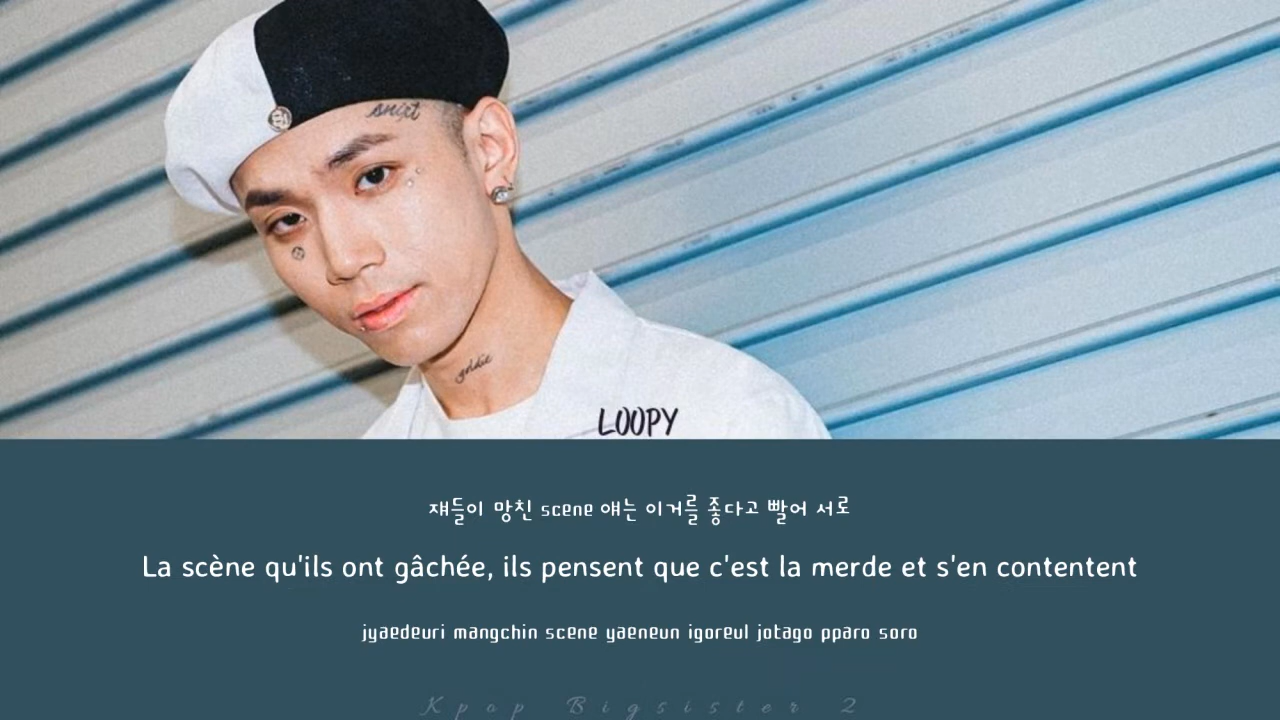 goldie
LOOPY
쟤들이 망친 scene 얘는 이거를 좋다고 빨어 서로
La scène qu'ils ont gâchée, ils pensent que c'est la merde et s'en contentent
jyaedeuri mangchin scene yaeneun igoreul jotago pparo soro
Kpop Bigsister 2